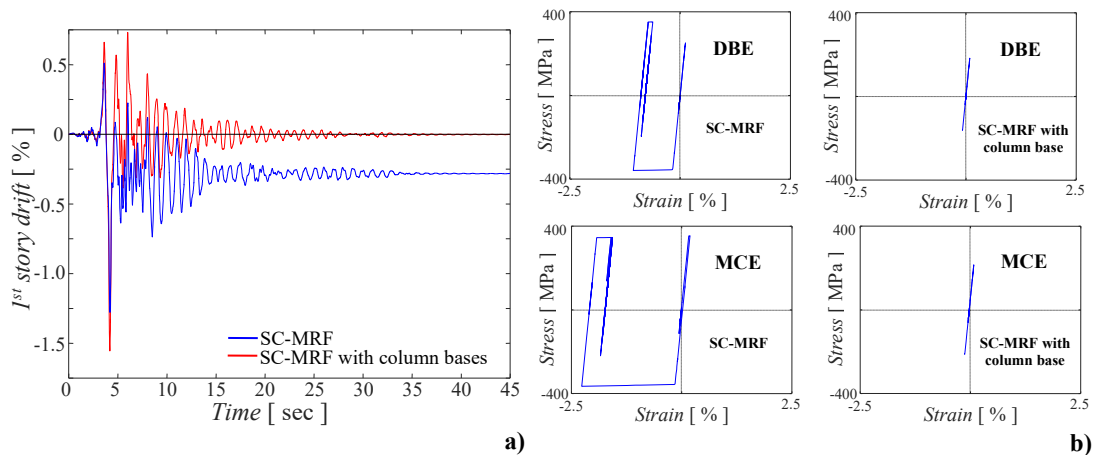 0.5
0
-0.5
-1.0
-1.5
1st story drift [ % ]
SC-MRF
SC-MRF with column bases
0 5 10 15 20 25 30 35 40 45
Time [ sec ]
a)
400
Stress [ MPa ]
DBE
SC-MRF
-400
-2.5 2.5
Strain [ % ]
400
Stress [ MPa ]
DBE
SC-MRF with
column base
-400
-2.5 2.5
Strain [ % ]
400
Stress [ MPa ]
MCE
SC-MRF
-400
-2.5 2.5
Strain [ % ]
400
Stress [ MPa ]
MCE
SC-MRF with
column base
-400
-2.5 2.5
Strain [ % ]
b)